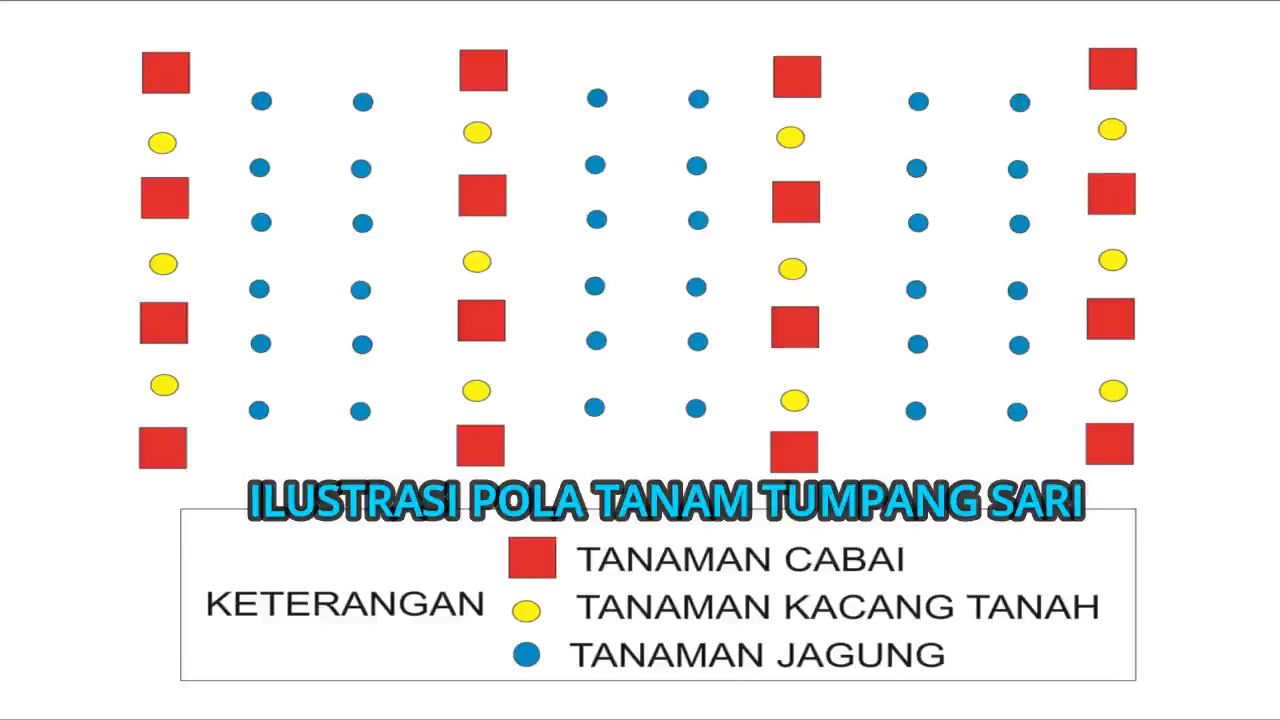 ILUSTRASI POLA TANAM TUMPANG SARI
KETERANGAN
TANAMAN CABAI
TANAMAN KACANG TANAH
TANAMAN JAGUNG